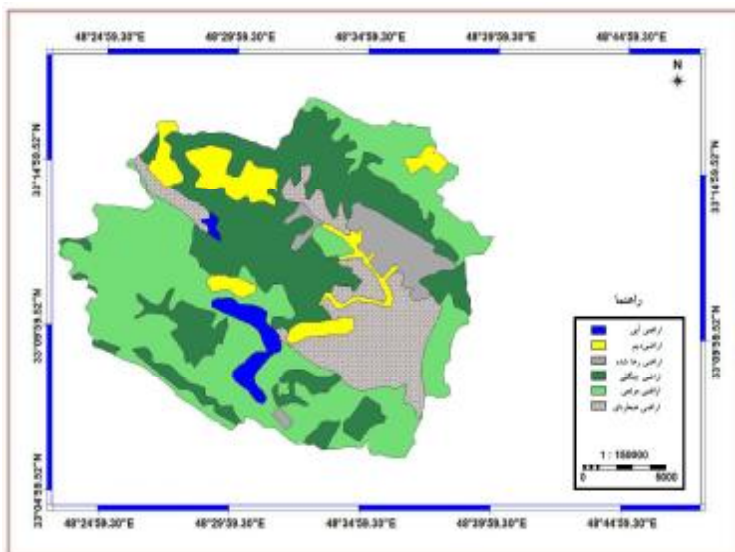 48°24'59.30"E 48°29'59.30"E 48°34'59.30"E 48°39'59.30"E 48°44'59.30"E
N
33°14'59.52"N 33°14'59.52"N
33°09'59.52"N 33°09'59.52"N
33°04'59.52"N
راهنما
اراضی آبی
اراضی دیم
اراضی رها شده
اراضی جنگلی
اراضی مرتعی
اراضی صخره‌ای
1 : 150000
0 5000
48°24'59.30"E 48°29'59.30"E 48°34'59.30"E 48°39'59.30"E 48°44'59.30"E